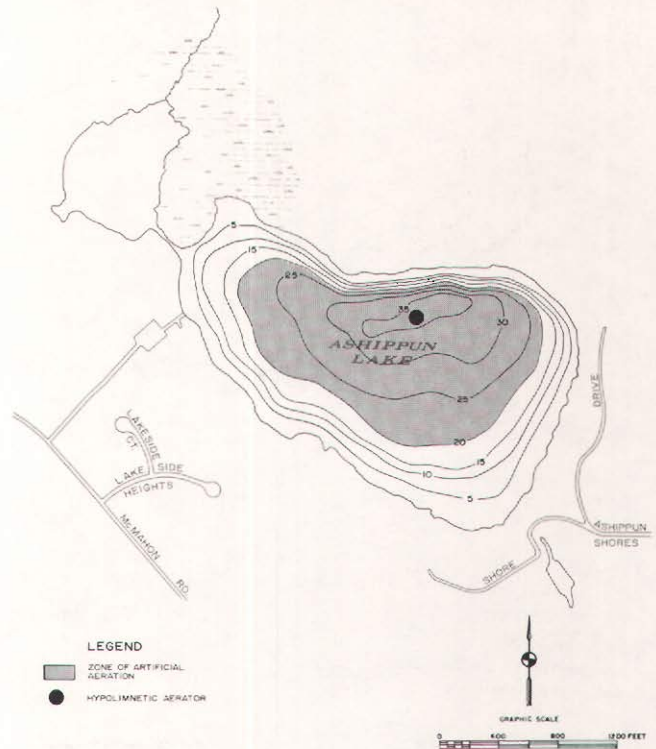 5
15
25
35
30
ASHIPPUN
LAKE
25
20
15
10
5
DRIVE
LAKESIDE
CT.
LAKE SIDE
HEIGHTS
McMAHON
RD.
ASHIPPUN
SHORES
SHORE
LEGEND
ZONE OF ARTIFICIAL
AERATION
HYPOLIMNETIC AERATOR
GRAPHIC SCALE
0 400 800 1200 FEET